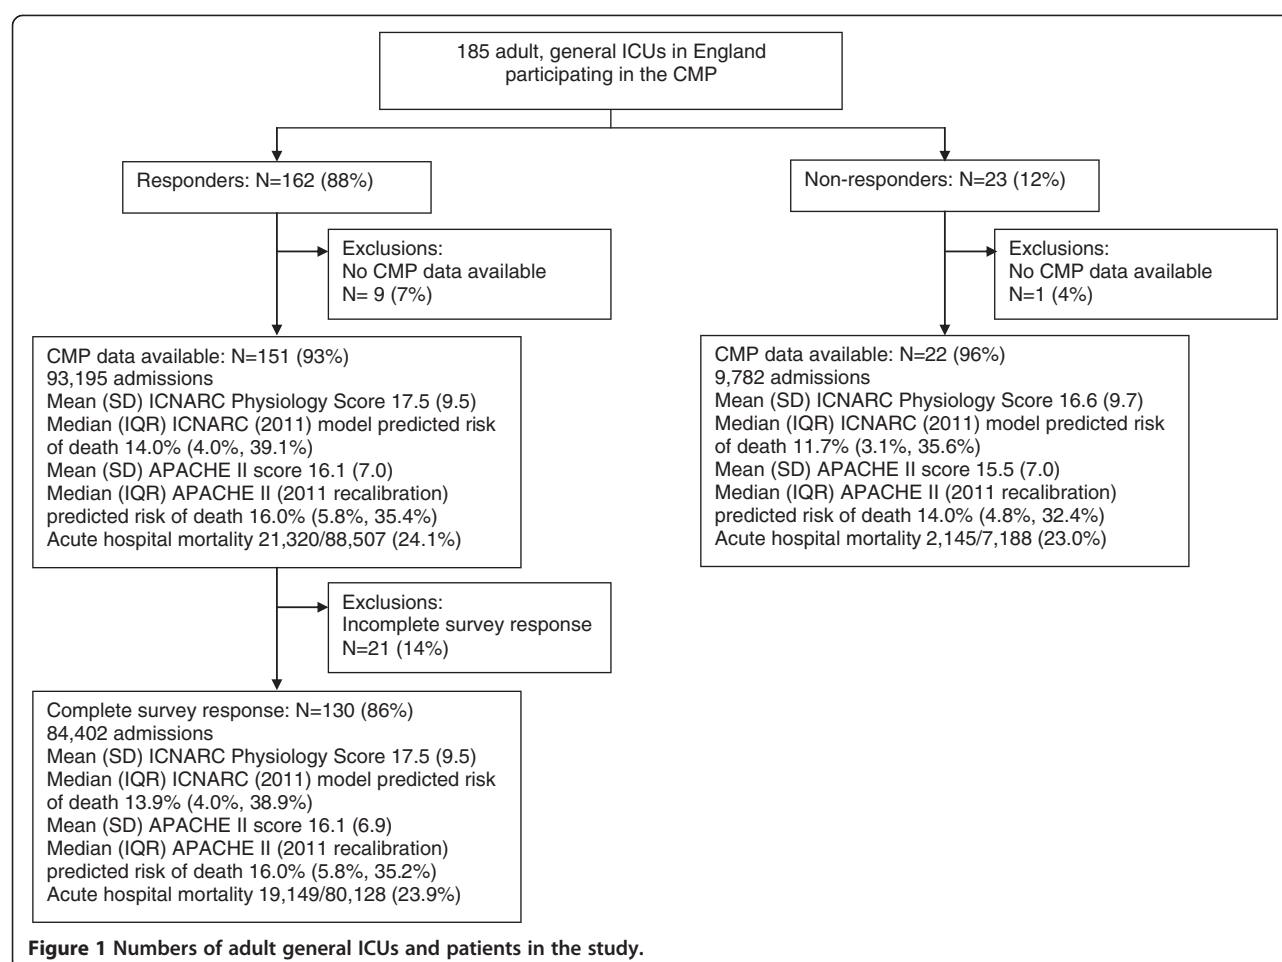 185 adult, general ICUs in England
participating in the CMP
Responders: N=162 (88%)
Non-responders: N=23 (12%)
Exclusions:
No CMP data available
N= 9 (7%)
Exclusions:
No CMP data available
N=1 (4%)
CMP data available: N=151 (93%)
93,195 admissions
Mean (SD) ICNARC Physiology Score 17.5 (9.5)
Median (IQR) ICNARC (2011) model predicted risk
of death 14.0% (4.0%, 39.1%)
Mean (SD) APACHE II score 16.1 (7.0)
Median (IQR) APACHE II (2011 recalibration)
predicted risk of death 16.0% (5.8%, 35.4%)
Acute hospital mortality 21,320/88,507 (24.1%)
CMP data available: N=22 (96%)
9,782 admissions
Mean (SD) ICNARC Physiology Score 16.6 (9.7)
Median (IQR) ICNARC (2011) model predicted risk
of death 11.7% (3.1%, 35.6%)
Mean (SD) APACHE II score 15.5 (7.0)
Median (IQR) APACHE II (2011 recalibration)
predicted risk of death 14.0% (4.8%, 32.4%)
Acute hospital mortality 2,145/7,188 (23.0%)
Exclusions:
Incomplete survey response
N=21 (14%)
Complete survey response: N=130 (86%)
84,402 admissions
Mean (SD) ICNARC Physiology Score 17.5 (9.5)
Median (IQR) ICNARC (2011) model predicted risk
of death 13.9% (4.0%, 38.9%)
Mean (SD) APACHE II score 16.1 (6.9)
Median (IQR) APACHE II (2011 recalibration)
predicted risk of death 16.0% (5.8%, 35.2%)
Acute hospital mortality 19,149/80,128 (23.9%)
Figure 1 Numbers of adult general ICUs and patients in the study.